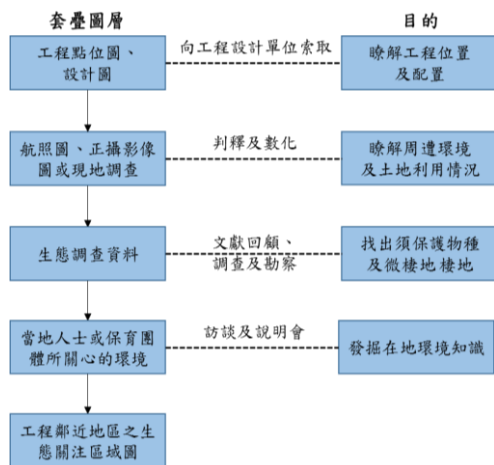 套疊圖層
目的
工程點位圖、
設計圖
向工程設計單位索取
瞭解工程位置
及配置
航照圖、正攝影像
圖或現地調查
判釋及數化
瞭解周遭環境
及土地利用情況
生態調查資料
文獻回顧、
調查及勘察
找出須保護物種
及微棲地棲地
當地人士或保育團
體所關心的環境
訪談及說明會
發掘在地環境知識
工程鄰近地區之生
態關注區域圖